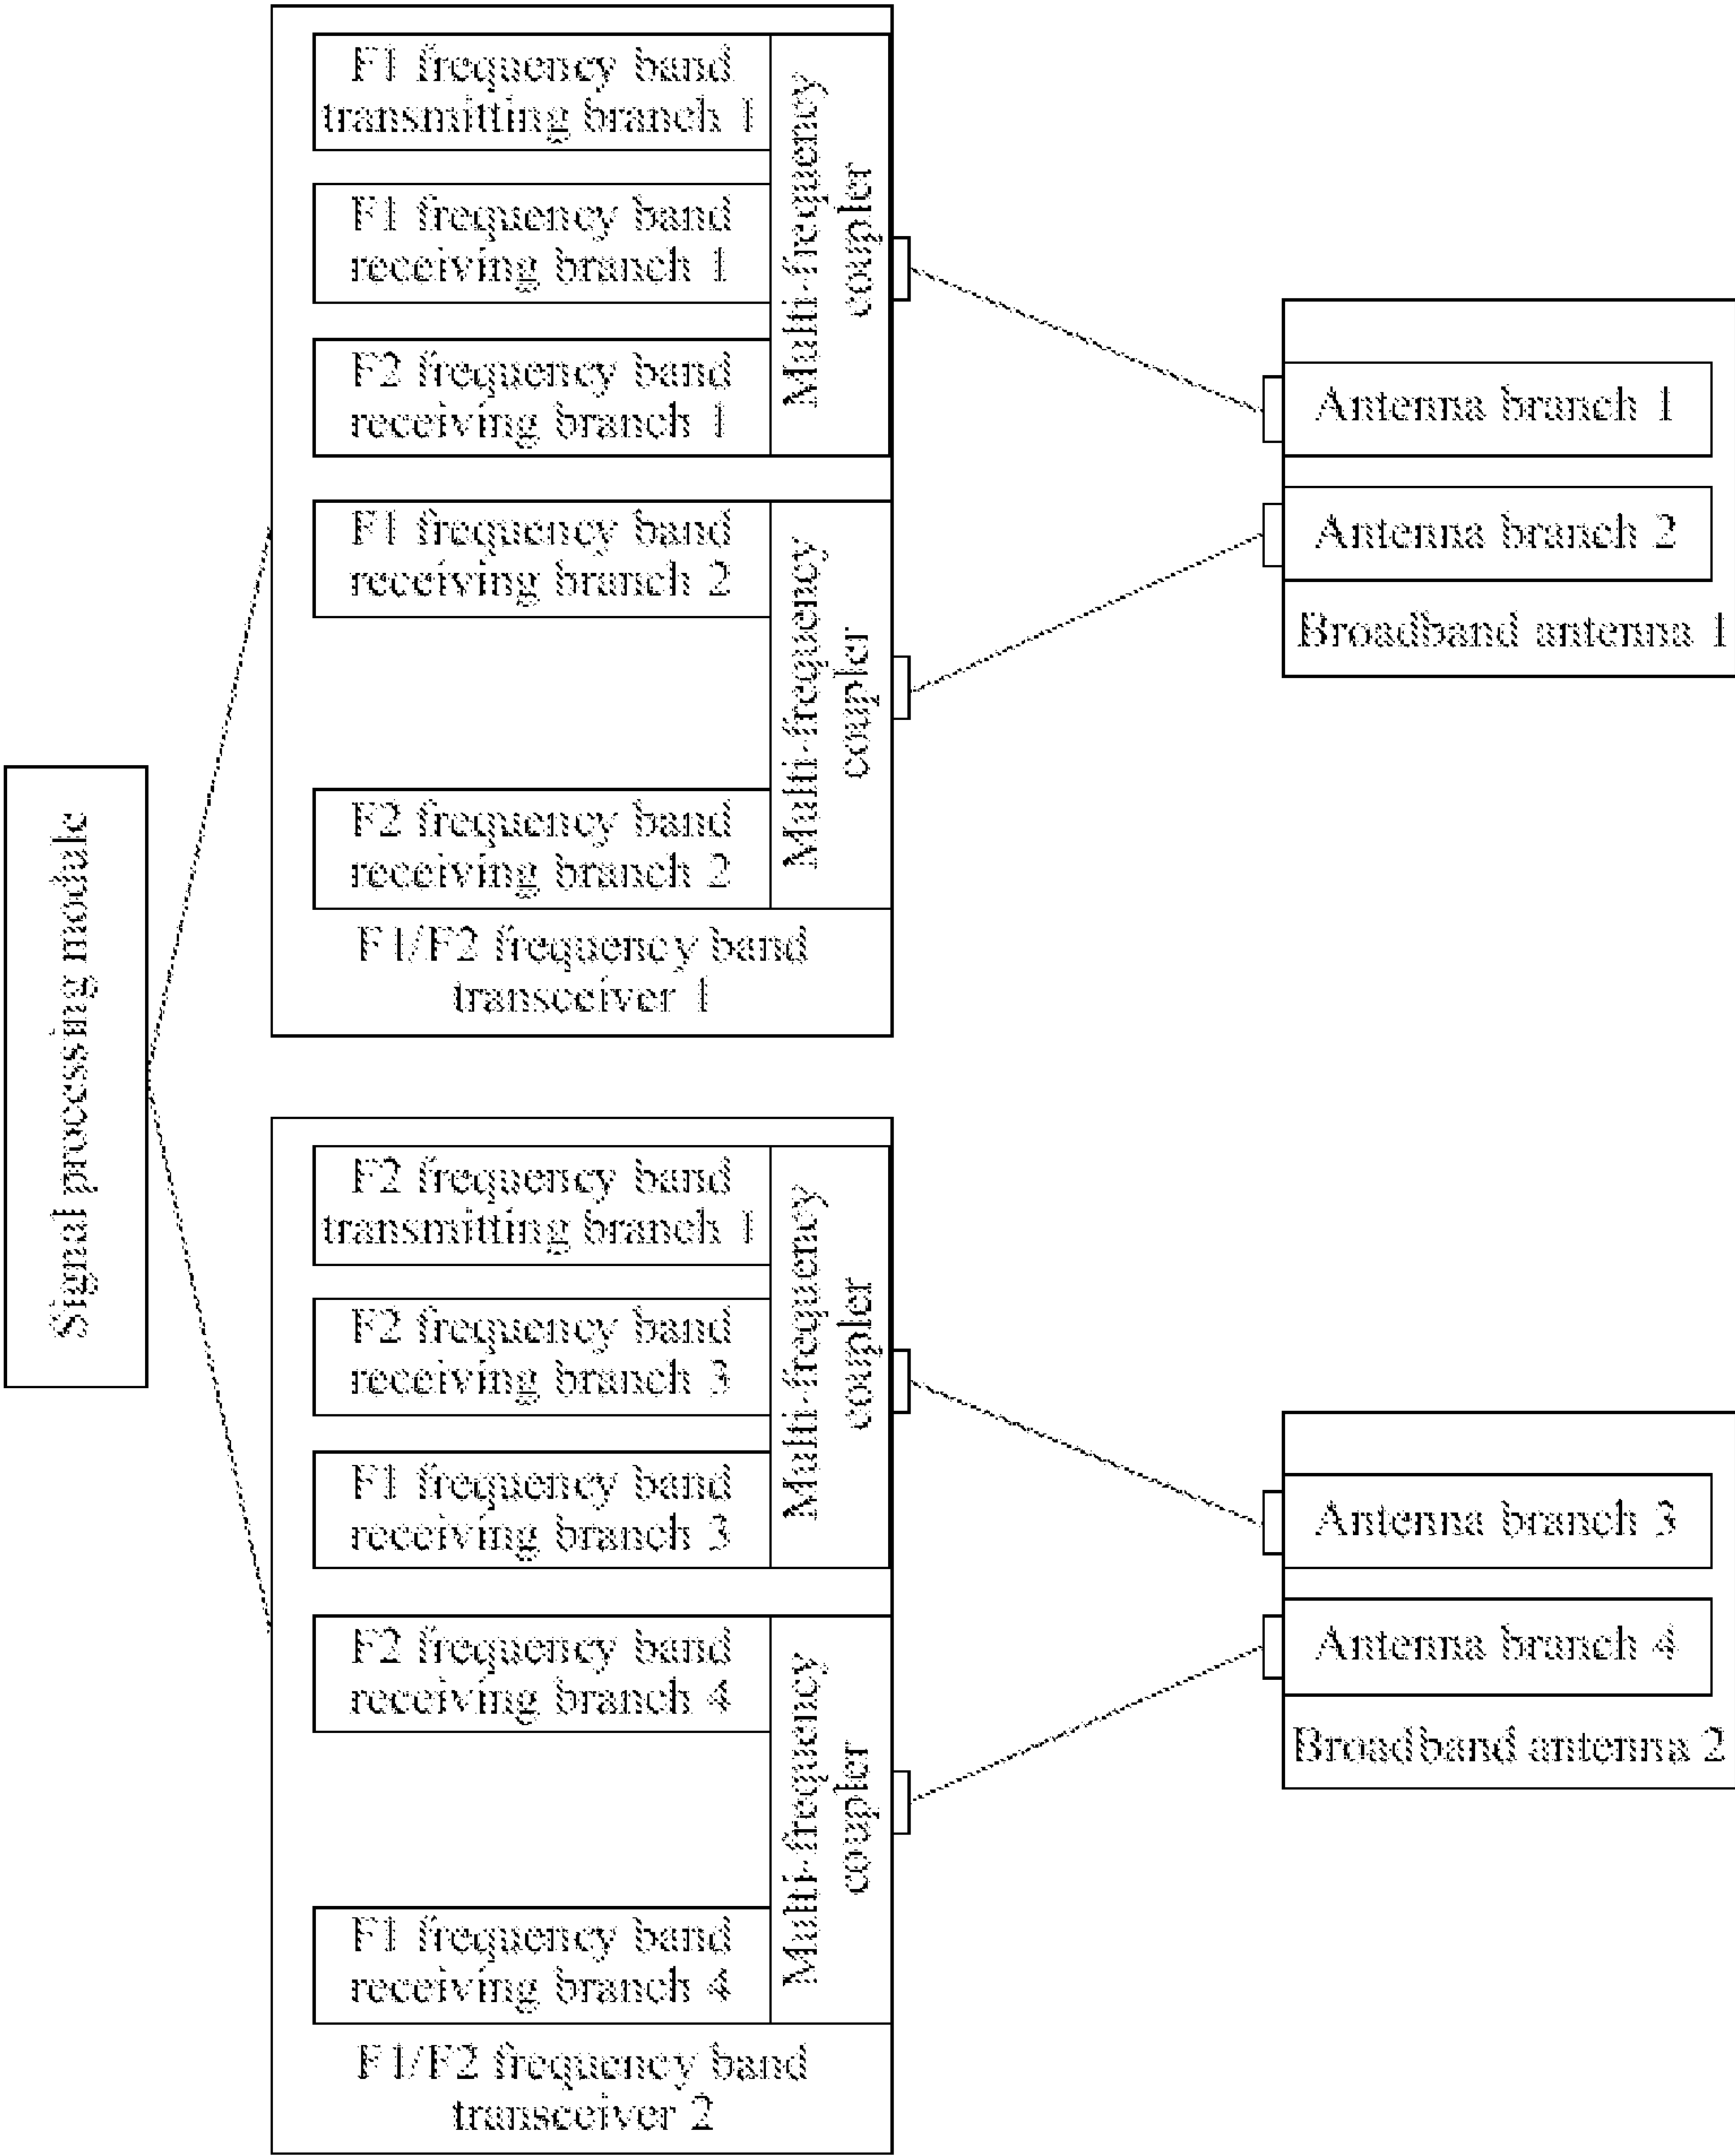 Signal processing module
F1 frequency band
transmitting branch 1
F1 frequency band
receiving branch 1
F2 frequency band
receiving branch 1
Multi-frequency
coupler
F1 frequency band
receiving branch 2
F2 frequency band
receiving branch 2
Multi-frequency
coupler
F1/F2 frequency band
transceiver 1
Antenna branch 1
Antenna branch 2
Broadband antenna 1
F2 frequency band
transmitting branch 1
F2 frequency band
receiving branch 3
F1 frequency band
receiving branch 3
Multi-frequency
coupler
F2 frequency band
receiving branch 4
F1 frequency band
receiving branch 4
Multi-frequency
coupler
F1/F2 frequency band
transceiver 2
Antenna branch 3
Antenna branch 4
Broadband antenna 2